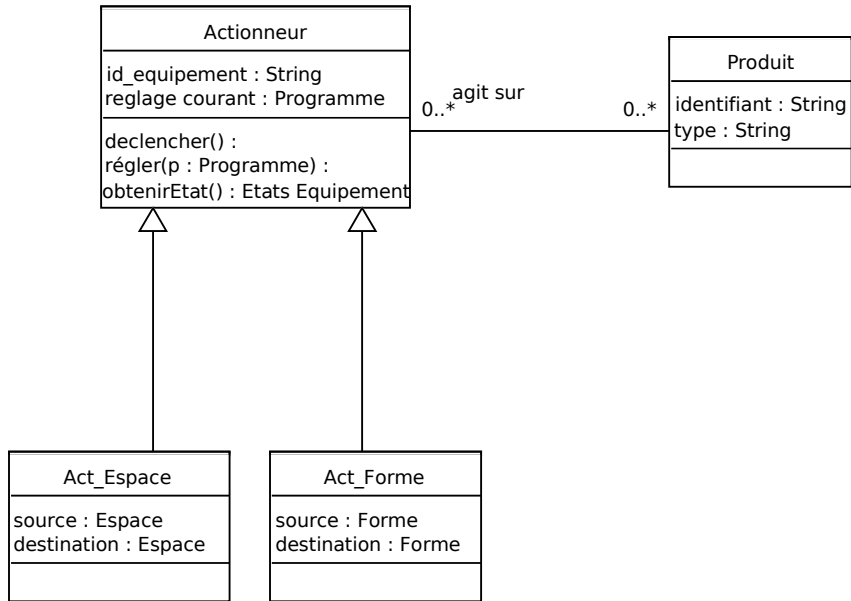 Actionneur
id_equipement : String
reglage courant : Programme
declencher() :
régler(p : Programme) :
obtenirEtat() : Etats Equipement
agit sur
0..*
0..*
Produit
identifiant : String
type : String
Act_Espace
source : Espace
destination : Espace
Act_Forme
source : Forme
destination : Forme